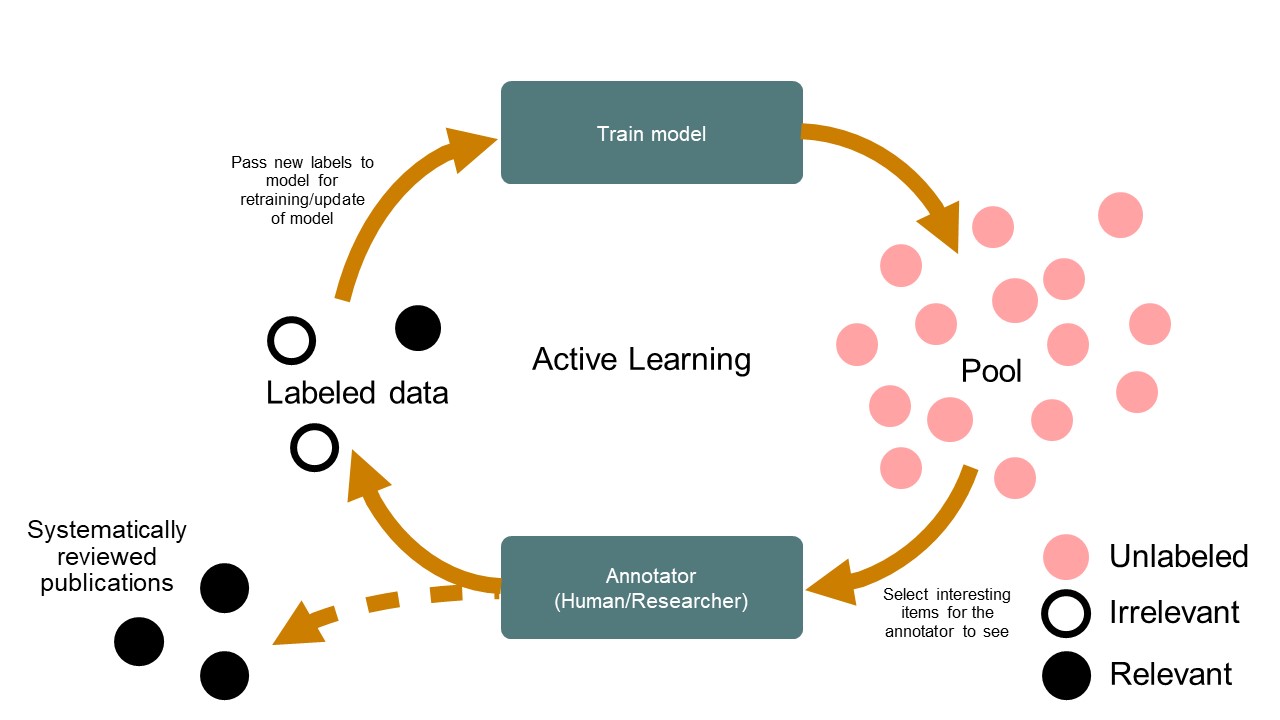 Train model
Pass new labels to
model for
retraining/update
of model
Active Learning
Pool
Labeled data
Systematically
reviewed
publications
Annotator
(Human/Researcher)
Select interesting
items for the
annotator to see
Unlabeled
Irrelevant
Relevant